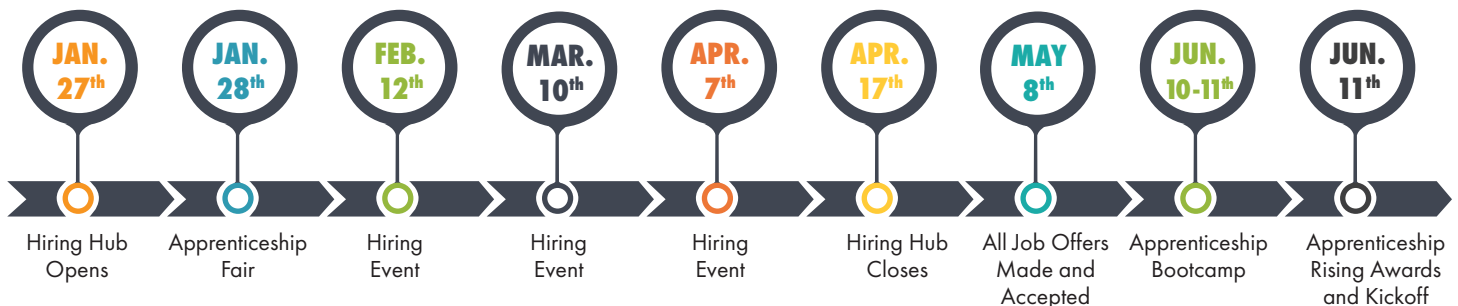 JAN.
27th
JAN.
28th
FEB.
12th
MAR.
10th
APR.
7th
APR.
17th
MAY
8th
JUN.
10-11th
JUN.
11th
Hiring Hub
Opens
Apprenticeship
Fair
Hiring
Event
Hiring
Event
Hiring
Event
Hiring Hub
Closes
All Job Offers
Made and
Accepted
Apprenticeship
Bootcamp
Apprenticeship
Rising Awards
and Kickoff